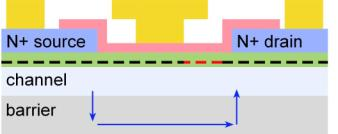 N+ source
N+ drain
channel
barrier